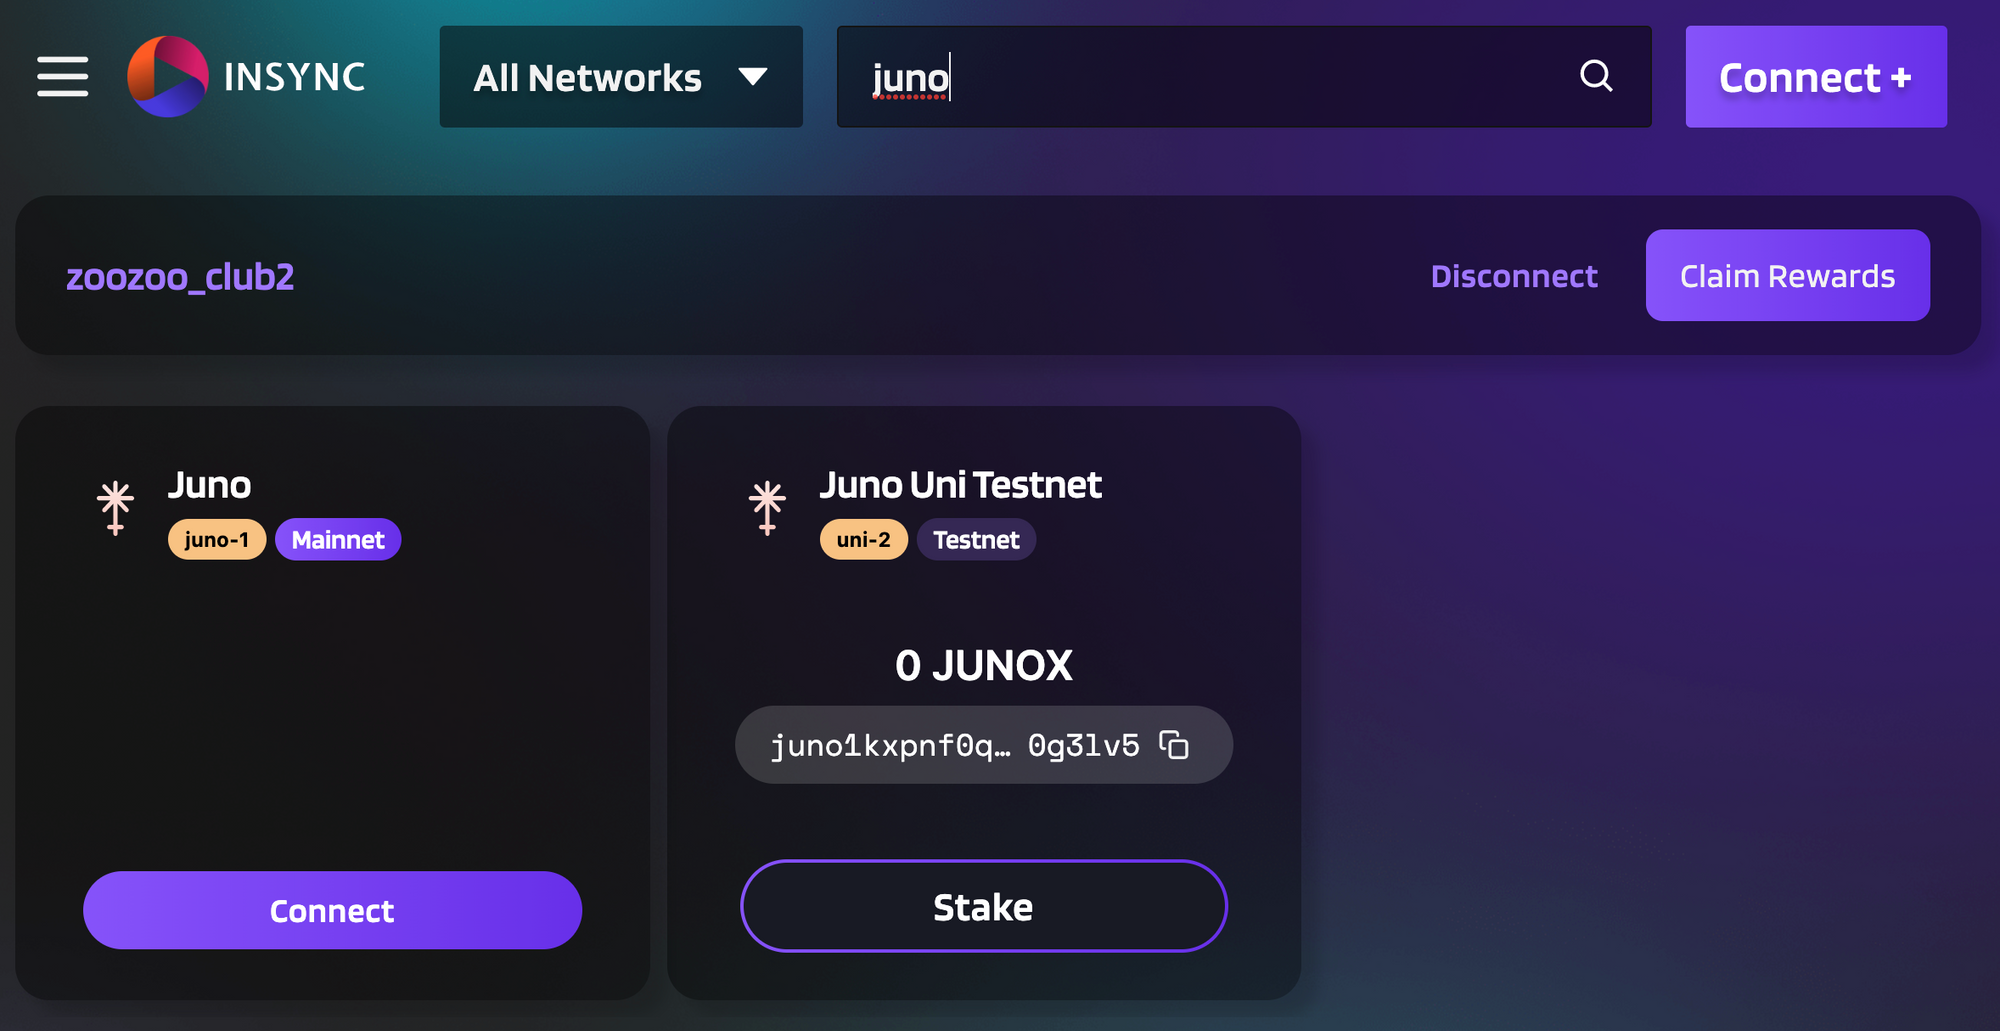 INSYNC
All Networks
juno
Connect +
zoozoo_club2
Disconnect
Claim Rewards
Juno
juno-1 Mainnet
Connect
Juno Uni Testnet
uni-2 Testnet
0 JUNOX
juno1kxpnf0q… 0g3lv5
Stake